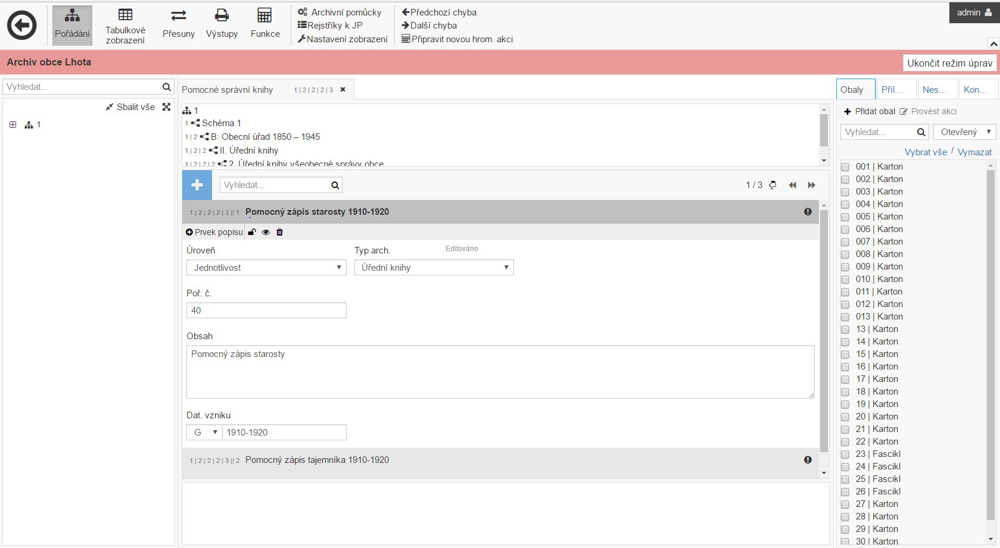 Pořádání
Tabulkové zobrazení
Přesuny
Výstupy
Funkce
Archivní pomůcky
Rejstříky k JP
Nastavení zobrazení
Předchozí chyba
Další chyba
Připravit novou hrom. akci
admin
Archiv obce Lhota
Ukončit režim úprav
Vyhledat...
Sbalit vše
1
Pomocné správní knihy 1 | 2 | 2 | 2 | 3
1
1 Schéma 1
1 | 2 B: Obecní úřad 1850 – 1945
1 | 2 | 2 II. Úřední knihy
1 | 2 | 2 | 2 2. Úřední knihy všeobecné správy obce
Vyhledat...
1 / 3
1 | 2 | 2 | 2 | 3 || 1 Pomocný zápis starosty 1910-1920
Prvek popisu
Úroveň
Typ arch.
Editováno
Jednotlivost
Úřední knihy
Poř. č.
40
Obsah
Pomocný zápis starosty
Dat. vzniku
G 1910-1920
1 | 2 | 2 | 2 | 3 || 2 Pomocný zápis tajemníka 1910-1920
Obaly
Příl...
Nes...
Kon...
Přidat obal
Provést akci
Vyhledat...
Otevřený
Vybrat vše / Vymazat
001 | Karton
002 | Karton
003 | Karton
004 | Karton
005 | Karton
006 | Karton
007 | Karton
008 | Karton
009 | Karton
010 | Karton
011 | Karton
012 | Karton
013 | Karton
13 | Karton
14 | Karton
15 | Karton
16 | Karton
17 | Karton
18 | Karton
19 | Karton
20 | Karton
21 | Karton
22 | Karton
23 | Fascikl
24 | Fascikl
25 | Fascikl
26 | Fascikl
27 | Karton
28 | Karton
29 | Karton
30 | Karton